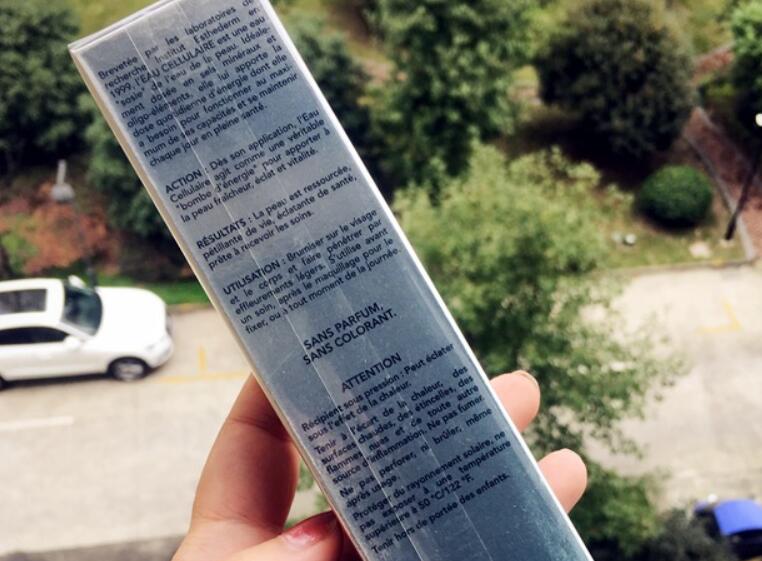 Brevetée par les laboratoires de
recherche Institut Esthederm en
1999, l'EAU CELLULAIRE est une eau
"sosie" de l'eau de la peau. Idéale-
ment dosée en sels minéraux et
oligo-éléments, elle lui apporte la
dose quotidienne d'énergie dont elle
a besoin pour fonctionner au maxi-
mum de ses capacités et se maintenir
chaque jour en pleine santé.
ACTION : Dès son application, l'Eau
Cellulaire agit comme une véritable
"bombe d'énergie" pour apporter à
la peau fraîcheur, éclat et vitalité.
RÉSULTATS : La peau est ressourcée,
pétillante de vie, éclatante de santé,
prête à recevoir les soins.
UTILISATION : Brumiser sur le visage
et le corps et faire pénétrer par
effleurements légers. S'utilise avant
un soin, après le maquillage pour le
fixer, ou à tout moment de la journée.
SANS PARFUM,
SANS COLORANT.
ATTENTION
Récipient sous pression : Peut éclater
sous l'effet de la chaleur.
Tenir à l'écart de la chaleur, des
surfaces chaudes, des étincelles, des
flammes nues et de toute autre
source d'inflammation. Ne pas fumer.
Ne pas perforer, ni brûler, même
après usage.
Protéger du rayonnement solaire, ne
pas exposer à une température
supérieure à 50 °C/122 °F.
Tenir hors de portée des enfants.